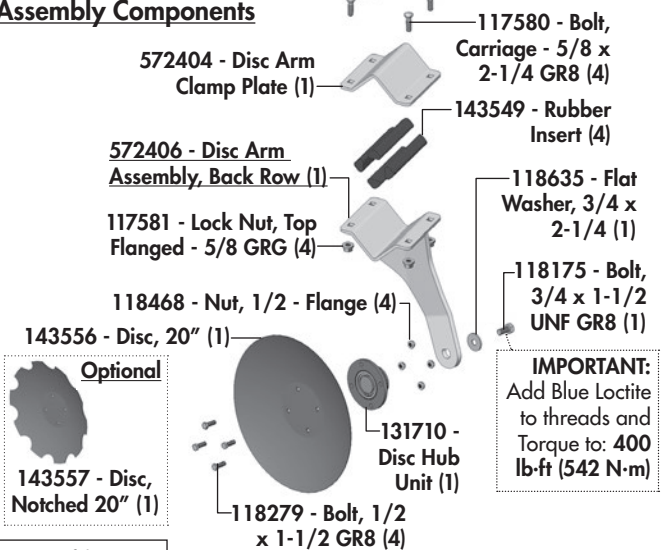 Assembly Components
117580 - Bolt,
Carriage - 5/8 x
2-1/4 GR8 (4)
572404 - Disc Arm
Clamp Plate (1)
143549 - Rubber
Insert (4)
572406 - Disc Arm
Assembly, Back Row (1)
118635 - Flat
Washer, 3/4 x
2-1/4 (1)
117581 - Lock Nut, Top
Flanged - 5/8 GRG (4)
118175 - Bolt,
3/4 x 1-1/2
UNF GR8 (1)
118468 - Nut, 1/2 - Flange (4)
143556 - Disc, 20” (1)
Optional
IMPORTANT:
Add Blue Loctite
to threads and
Torque to: 400
lb·ft (542 N·m)
131710 -
Disc Hub
Unit (1)
143557 - Disc,
Notched 20” (1)
118279 - Bolt, 1/2
x 1-1/2 GR8 (4)